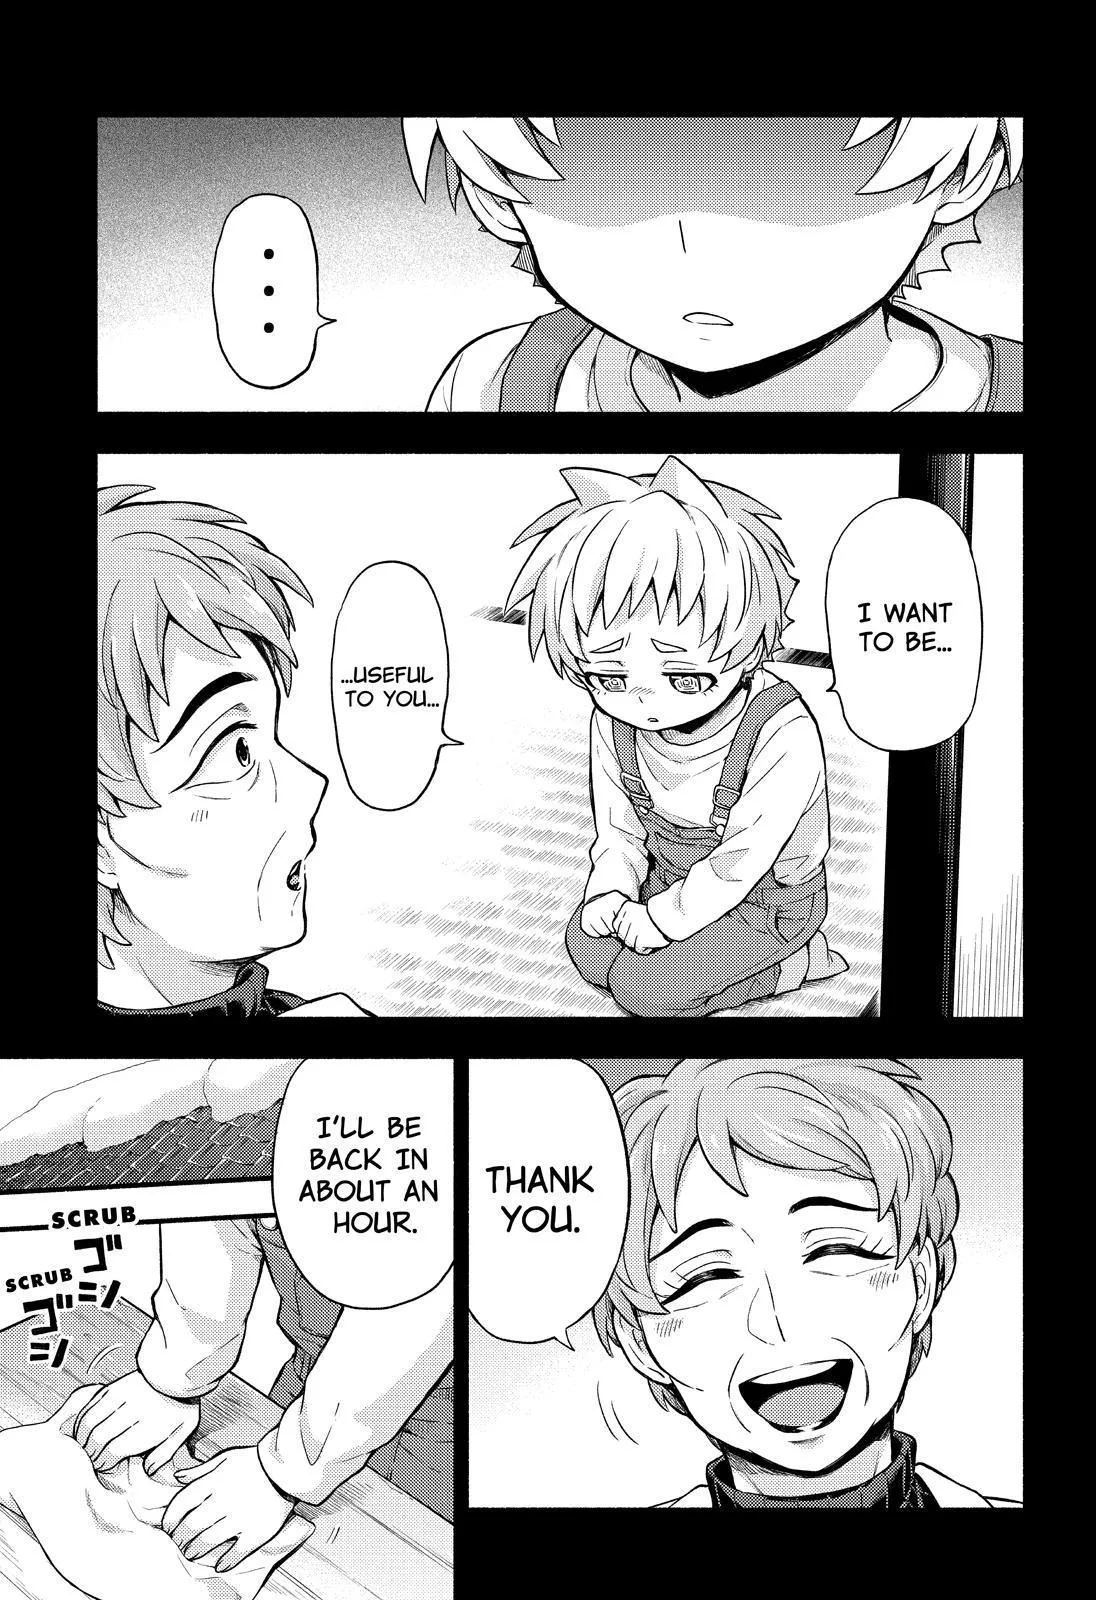 ...
I WANT
TO BE...
...USEFUL
TO YOU...
THANK
YOU.
I'LL BE
BACK IN
ABOUT AN
HOUR.
SCRUB
ゴシ
SCRUB
ゴシ